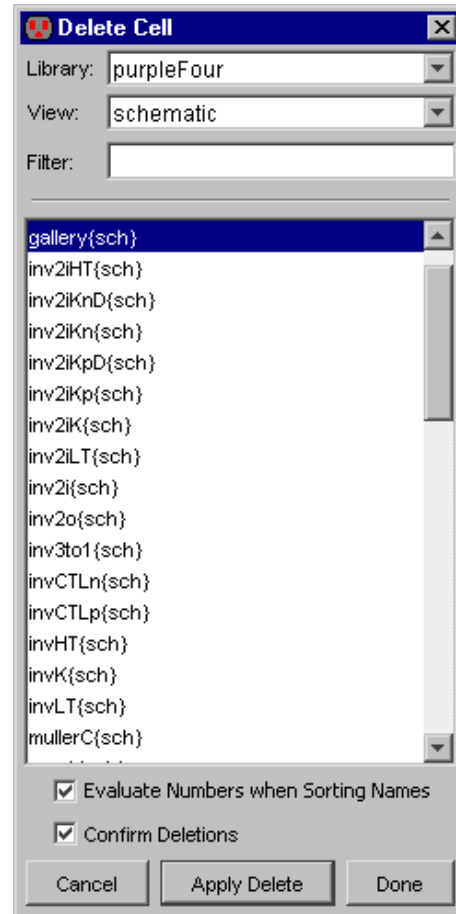 Delete Cell
Library: purpleFour
View: schematic
Filter:
gallery{sch}
inv2iHT{sch}
inv2iKnD{sch}
inv2iKn{sch}
inv2iKpD{sch}
inv2iKp{sch}
inv2iK{sch}
inv2iLT{sch}
inv2i{sch}
inv2o{sch}
inv3to1{sch}
invCTLn{sch}
invCTLp{sch}
invHT{sch}
invK{sch}
invLT{sch}
mullerC{sch}
Evaluate Numbers when Sorting Names
Confirm Deletions
Cancel Apply Delete Done